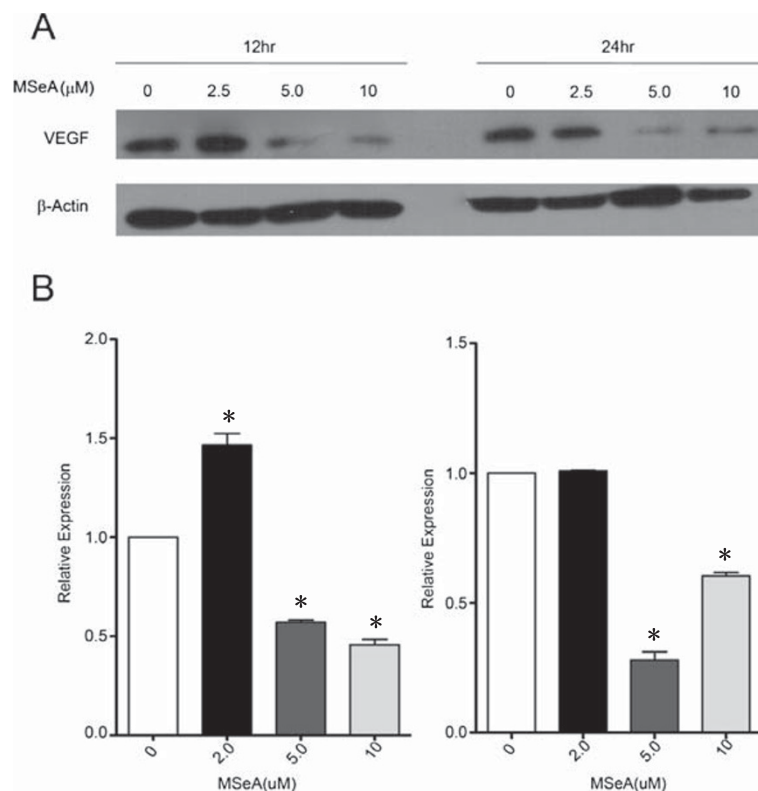 A
12hr 24hr
MSeA(μM) 0 2.5 5.0 10 0 2.5 5.0 10
VEGF
β-Actin
B
2.0
1.5
1.0
0.5
0.0
Relative Expression
* * *
0 2.0 5.0 10
MSeA(uM)
1.5
1.0
0.5
0.0
Relative Expression
* *
0 2.0 5.0 10
MSeA(uM)